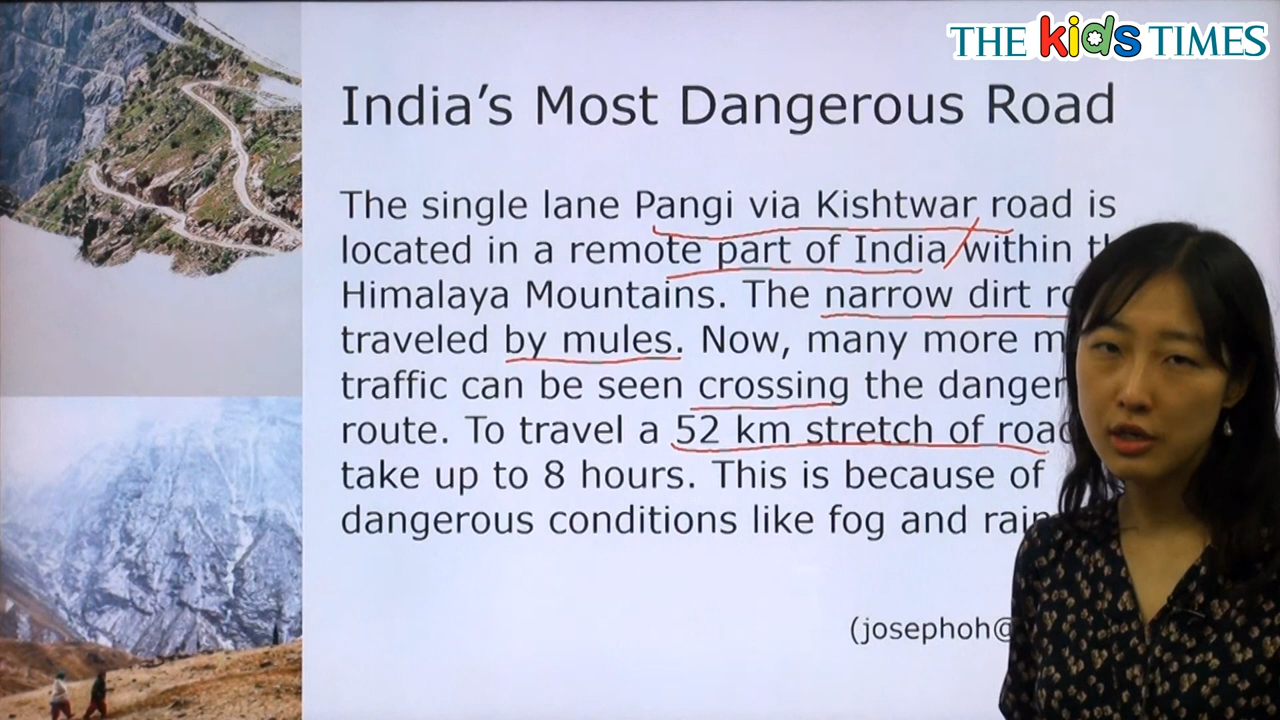 THE kids TIMES
India's Most Dangerous Road
The single lane Pangi via Kishtwar road is
located in a remote part of India within
Himalaya Mountains. The narrow dirt
traveled by mules. Now, many more
traffic can be seen crossing the
route. To travel a 52 km stretch of
take up to 8 hours. This is because of
dangerous conditions like fog and
(josephoh@